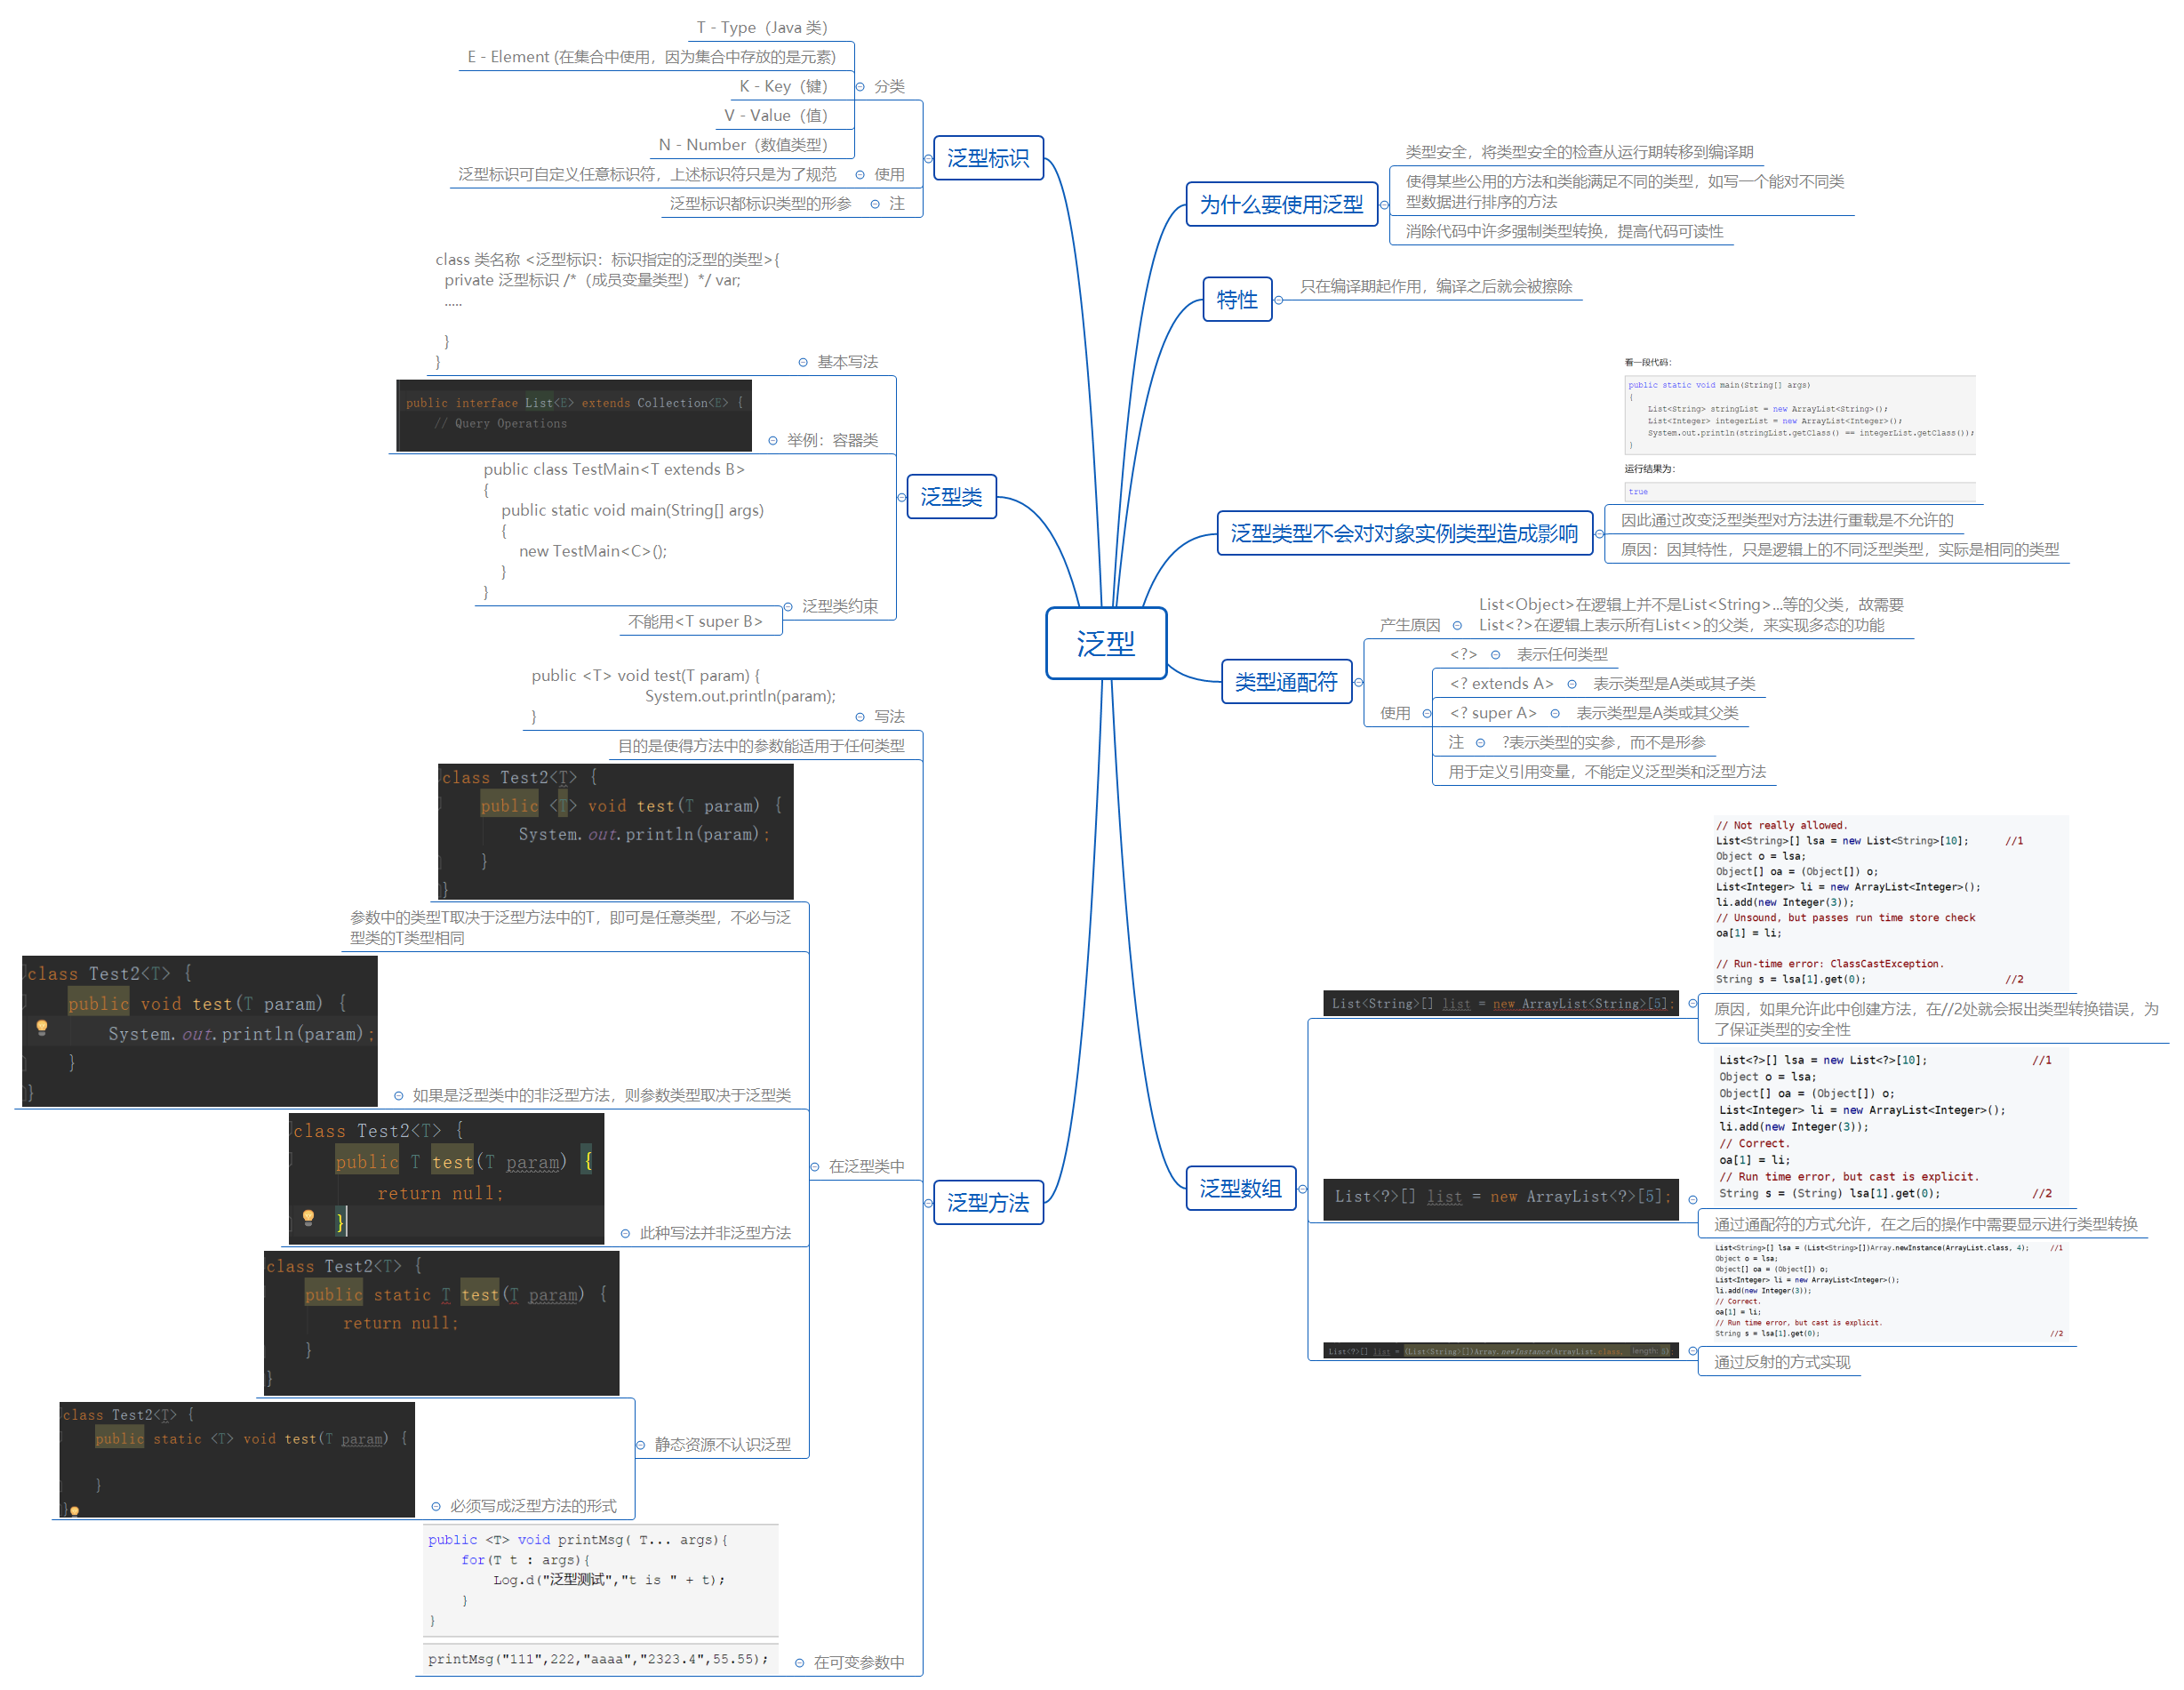 泛型
泛型标识
分类
T - Type（Java 类）
E - Element (在集合中使用，因为集合中存放的是元素)
K - Key（键）
V - Value（值）
N - Number（数值类型）
使用
泛型标识可自定义任意标识符，上述标识符只是为了规范
注
泛型标识都标识类型的形参
泛型类
基本写法
class 类名称 <泛型标识：标识指定的泛型的类型>{
private 泛型标识 /*（成员变量类型）*/ var;
.....
}
}
举例：容器类
public interface List<E> extends Collection<E> {
// Query Operations
泛型类约束
public class TestMain<T extends B>
{
public static void main(String[] args)
{
new TestMain<C>();
}
}
不能用<T super B>
泛型方法
写法
public <T> void test(T param) {
System.out.println(param);
}
目的是使得方法中的参数能适用于任何类型
在泛型类中
class Test2<T> {
public <T> void test(T param) {
System.out.println(param);
}
}
参数中的类型T取决于泛型方法中的T，即可是任意类型，不必与泛
型类的T类型相同
如果是泛型类中的非泛型方法，则参数类型取决于泛型类
class Test2<T> {
public void test(T param) {
System.out.println(param);
}
}
此种写法并非泛型方法
class Test2<T> {
public T test(T param) {
return null;
}
静态资源不认识泛型
class Test2<T> {
public static T test(T param) {
return null;
}
}
必须写成泛型方法的形式
class Test2<T> {
public static <T> void test(T param) {
}
}
在可变参数中
public <T> void printMsg( T... args){
for(T t : args){
Log.d("泛型测试","t is " + t);
}
}
printMsg("111",222,"aaaa","2323.4",55.55);
为什么要使用泛型
类型安全，将类型安全的检查从运行期转移到编译期
使得某些公用的方法和类能满足不同的类型，如写一个能对不同类
型数据进行排序的方法
消除代码中许多强制类型转换，提高代码可读性
特性
只在编译期起作用，编译之后就会被擦除
泛型类型不会对对象实例类型造成影响
看一段代码：
public static void main(String[] args)
{
List<String> stringList = new ArrayList<String>();
List<Integer> integerList = new ArrayList<Integer>();
System.out.println(stringList.getClass() == integerList.getClass());
}
运行结果为：
true
因此通过改变泛型类型对方法进行重载是不允许的
原因：因其特性，只是逻辑上的不同泛型类型，实际是相同的类型
类型通配符
产生原因
List<Object>在逻辑上并不是List<String>...等的父类，故需要
List<?>在逻辑上表示所有List<>的父类，来实现多态的功能
使用
<?>
表示任何类型
<? extends A>
表示类型是A类或其子类
<? super A>
表示类型是A类或其父类
注
?表示类型的实参，而不是形参
用于定义引用变量，不能定义泛型类和泛型方法
泛型数组
List<String>[] list = new ArrayList<String>[5];
// Not really allowed.
List<String>[] lsa = new List<String>[10]; //1
Object o = lsa;
Object[] oa = (Object[]) o;
List<Integer> li = new ArrayList<Integer>();
li.add(new Integer(3));
// Unsound, but passes run time store check
oa[1] = li;
// Run-time error: ClassCastException.
String s = lsa[1].get(0); //2
原因，如果允许此中创建方法，在//2处就会报出类型转换错误，为
了保证类型的安全性
List<?>[] list = new ArrayList<?>[5];
List<?>[] lsa = new List<?>[10]; //1
Object o = lsa;
Object[] oa = (Object[]) o;
List<Integer> li = new ArrayList<Integer>();
li.add(new Integer(3));
// Correct.
oa[1] = li;
// Run time error, but cast is explicit.
String s = (String) lsa[1].get(0); //2
通过通配符的方式允许，在之后的操作中需要显示进行类型转换
List<?>[] list = (List<String>[])Array.newInstance(ArrayList.class, length: 5);
List<String>[] lsa = (List<String>[])Array.newInstance(ArrayList.class, 4); //1
Object o = lsa;
Object[] oa = (Object[]) o;
List<Integer> li = new ArrayList<Integer>();
li.add(new Integer(3));
// Correct.
oa[1] = li;
// Run time error, but cast is explicit.
String s = lsa[1].get(0); //2
通过反射的方式实现